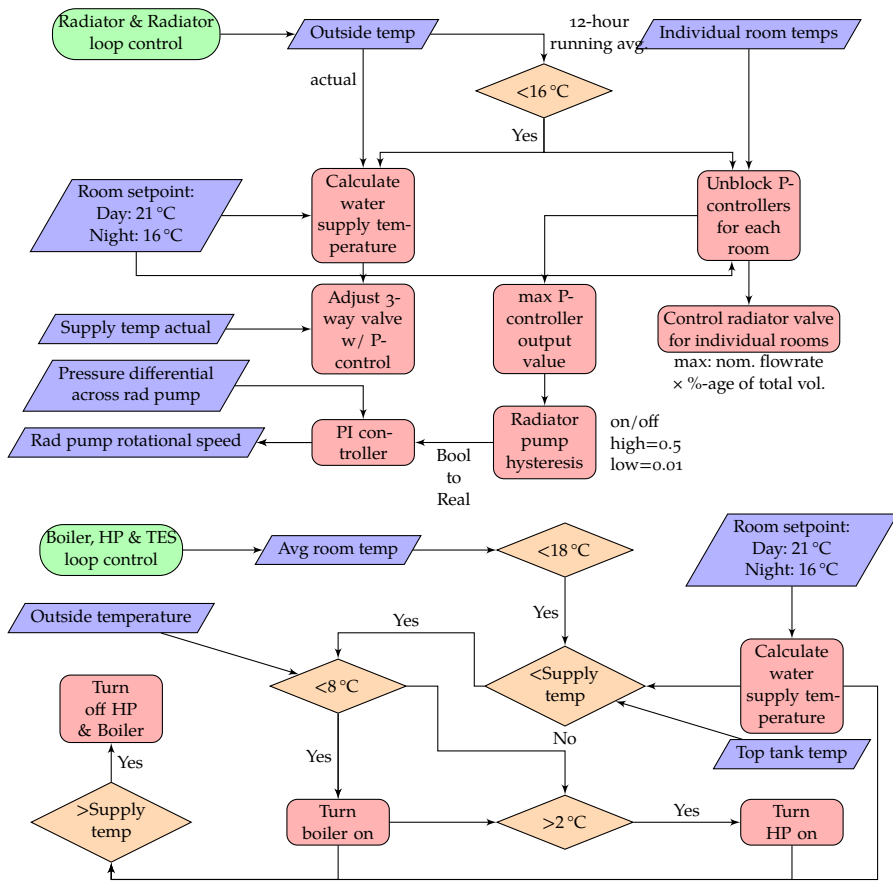 Radiator & Radiator
loop control
Outside temp
12-hour
running avg.
Individual room temps
actual
<16 °C
Yes
Room setpoint:
Day: 21 °C
Night: 16 °C
Calculate
water
supply tem-
perature
Unblock P-
controllers
for each
room
Supply temp actual
Adjust 3-
way valve
w/ P-
control
max P-
controller
output
value
Control radiator valve
for individual rooms
max: nom. flowrate
× %-age of total vol.
Pressure differential
across rad pump
Rad pump rotational speed
PI con-
troller
Bool
to
Real
Radiator
pump
hysteresis
on/off
high=0.5
low=0.01
Boiler, HP & TES
loop control
Avg room temp
<18 °C
Room setpoint:
Day: 21 °C
Night: 16 °C
Yes
Yes
Outside temperature
<8 °C
<Supply
temp
Calculate
water
supply tem-
perature
Turn
off HP
& Boiler
No
Top tank temp
Yes
Yes
>Supply
temp
Turn
boiler on
>2 °C
Yes
Turn
HP on